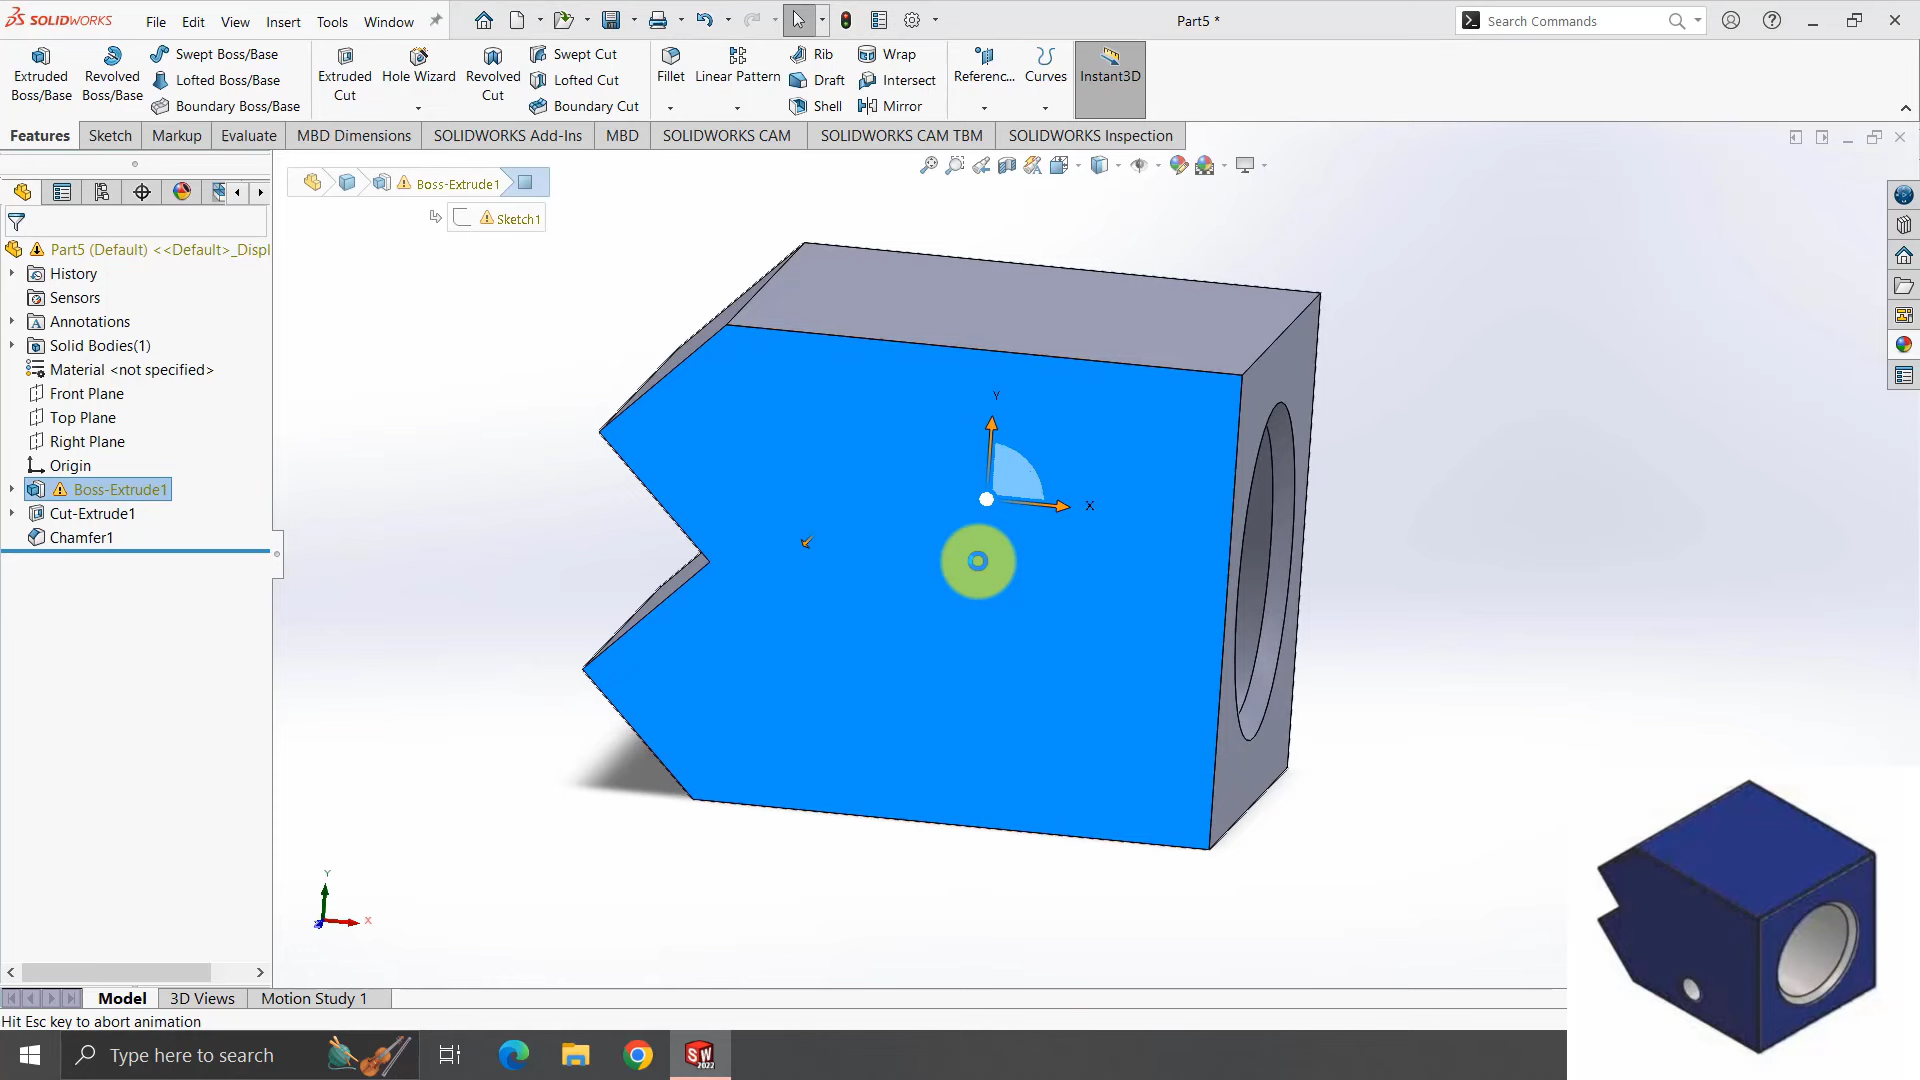 SOLIDWORKS File Edit View Insert Tools Window Part5 * Search Commands
Extruded Boss/Base Revolved Boss/Base Swept Boss/Base Lofted Boss/Base Boundary Boss/Base
Extruded Cut Hole Wizard Revolved Cut Swept Cut Lofted Cut Boundary Cut
Fillet Linear Pattern Rib Draft Shell Wrap Intersect Mirror
Referenc... Curves Instant3D
Features Sketch Markup Evaluate MBD Dimensions SOLIDWORKS Add-Ins MBD SOLIDWORKS CAM SOLIDWORKS CAM TBM SOLIDWORKS Inspection
Boss-Extrude1
Sketch1
Part5 (Default) <<Default>_Displ
History
Sensors
Annotations
Solid Bodies(1)
Material <not specified>
Front Plane
Top Plane
Right Plane
Origin
Boss-Extrude1
Cut-Extrude1
Chamfer1
Y
X
Y
X
Model 3D Views Motion Study 1
Hit Esc key to abort animation
Type here to search
SW
2022